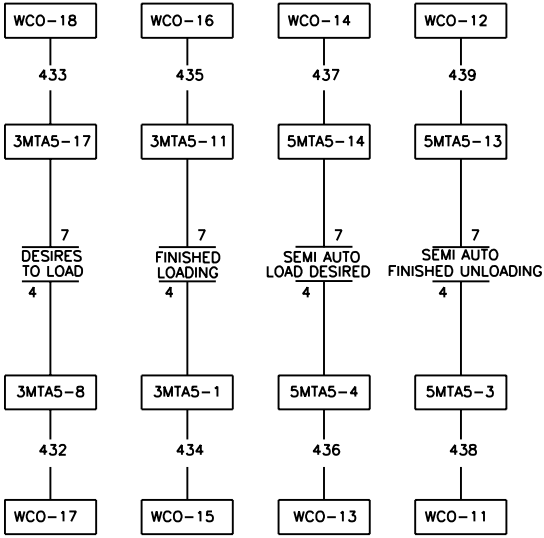 WCO-18 WCO-16 WCO-14 WCO-12
433 435 437 439
3MTA5-17 3MTA5-11 5MTA5-14 5MTA5-13
7 7 7 7
DESIRES FINISHED SEMI AUTO SEMI AUTO
TO LOAD LOADING LOAD DESIRED FINISHED UNLOADING
4 4 4 4
3MTA5-8 3MTA5-1 5MTA5-4 5MTA5-3
432 434 436 438
WCO-17 WCO-15 WCO-13 WCO-11